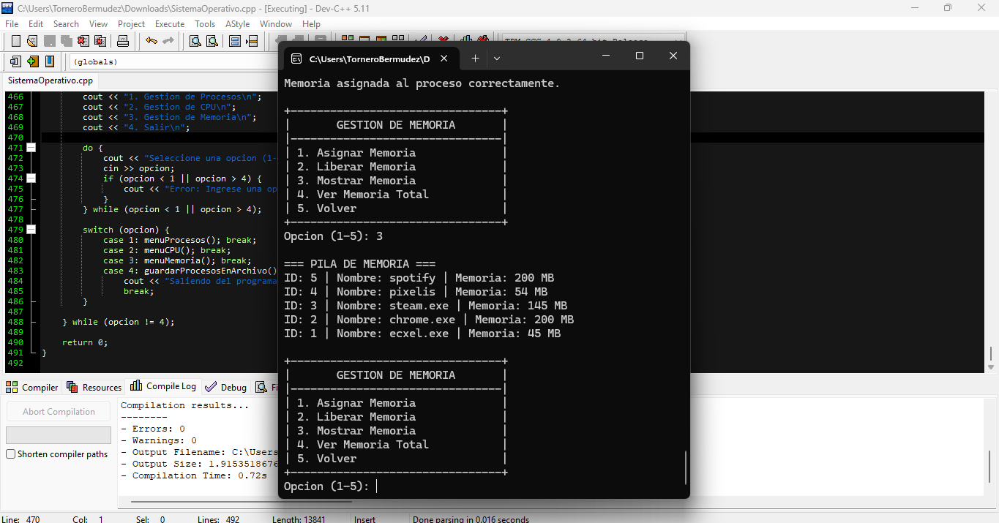 C:\Users\TorneroBermudez\Downloads\SistemaOperativo.cpp - [Executing] - Dev-C++ 5.11
File Edit Search View Project Execute Tools AStyle Window Help
(globals)
SistemaOperativo.cpp
466 cout << "1. Gestion de Procesos\n";
467 cout << "2. Gestion de CPU\n";
468 cout << "3. Gestion de Memoria\n";
469 cout << "4. Salir\n";
470
471 do {
472 cout << "Seleccione una opcion (1-
473 cin >> opcion;
474 if (opcion < 1 || opcion > 4) {
475 cout << "Error: Ingrese una op
476 }
477 } while (opcion < 1 || opcion > 4);
478
479 switch (opcion) {
480 case 1: menuProcesos(); break;
481 case 2: menuCPU(); break;
482 case 3: menuMemoria(); break;
483 case 4: guardarProcesosEnArchivo()
484 cout << "Saliendo del programa
485 break;
486 }
487
488 } while (opcion != 4);
489
490 return 0;
491 }
492
C:\Users\TorneroBermudez\D
Memoria asignada al proceso correctamente.
+--------------------------------+
| GESTION DE MEMORIA |
|--------------------------------|
| 1. Asignar Memoria |
| 2. Liberar Memoria |
| 3. Mostrar Memoria |
| 4. Ver Memoria Total |
| 5. Volver |
+--------------------------------+
Opcion (1-5): 3
=== PILA DE MEMORIA ===
ID: 5 | Nombre: spotify | Memoria: 200 MB
ID: 4 | Nombre: pixelis | Memoria: 54 MB
ID: 3 | Nombre: steam.exe | Memoria: 145 MB
ID: 2 | Nombre: chrome.exe | Memoria: 200 MB
ID: 1 | Nombre: ecxel.exe | Memoria: 45 MB
+--------------------------------+
| GESTION DE MEMORIA |
|--------------------------------|
| 1. Asignar Memoria |
| 2. Liberar Memoria |
| 3. Mostrar Memoria |
| 4. Ver Memoria Total |
| 5. Volver |
+--------------------------------+
Opcion (1-5):
Compiler Resources Compile Log Debug Fi
Abort Compilation
Shorten compiler paths
Compilation results...
--------
- Errors: 0
- Warnings: 0
- Output Filename: C:\Users
- Output Size: 1.9153518676
- Compilation Time: 0.72s
Line: 470 Col: 1 Sel: 0 Lines: 492 Length: 13841 Insert Done parsing in 0.016 seconds